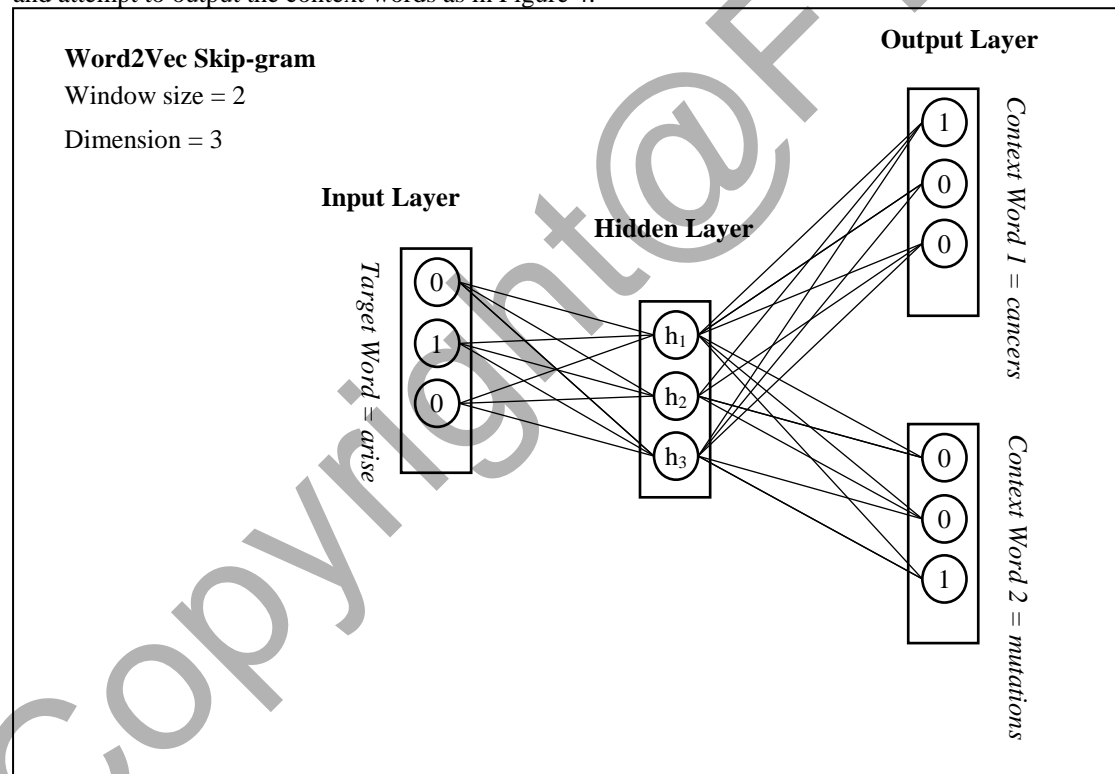 and attempt to output the context words as in Figure 4.
Word2Vec Skip-gram
Window size = 2
Dimension = 3
Input Layer
Hidden Layer
Output Layer
Target Word = arise
0
1
0
h₁
h₂
h₃
1
0
0
Context Word 1 = cancers
0
0
1
Context Word 2 = mutations
Copyright@F